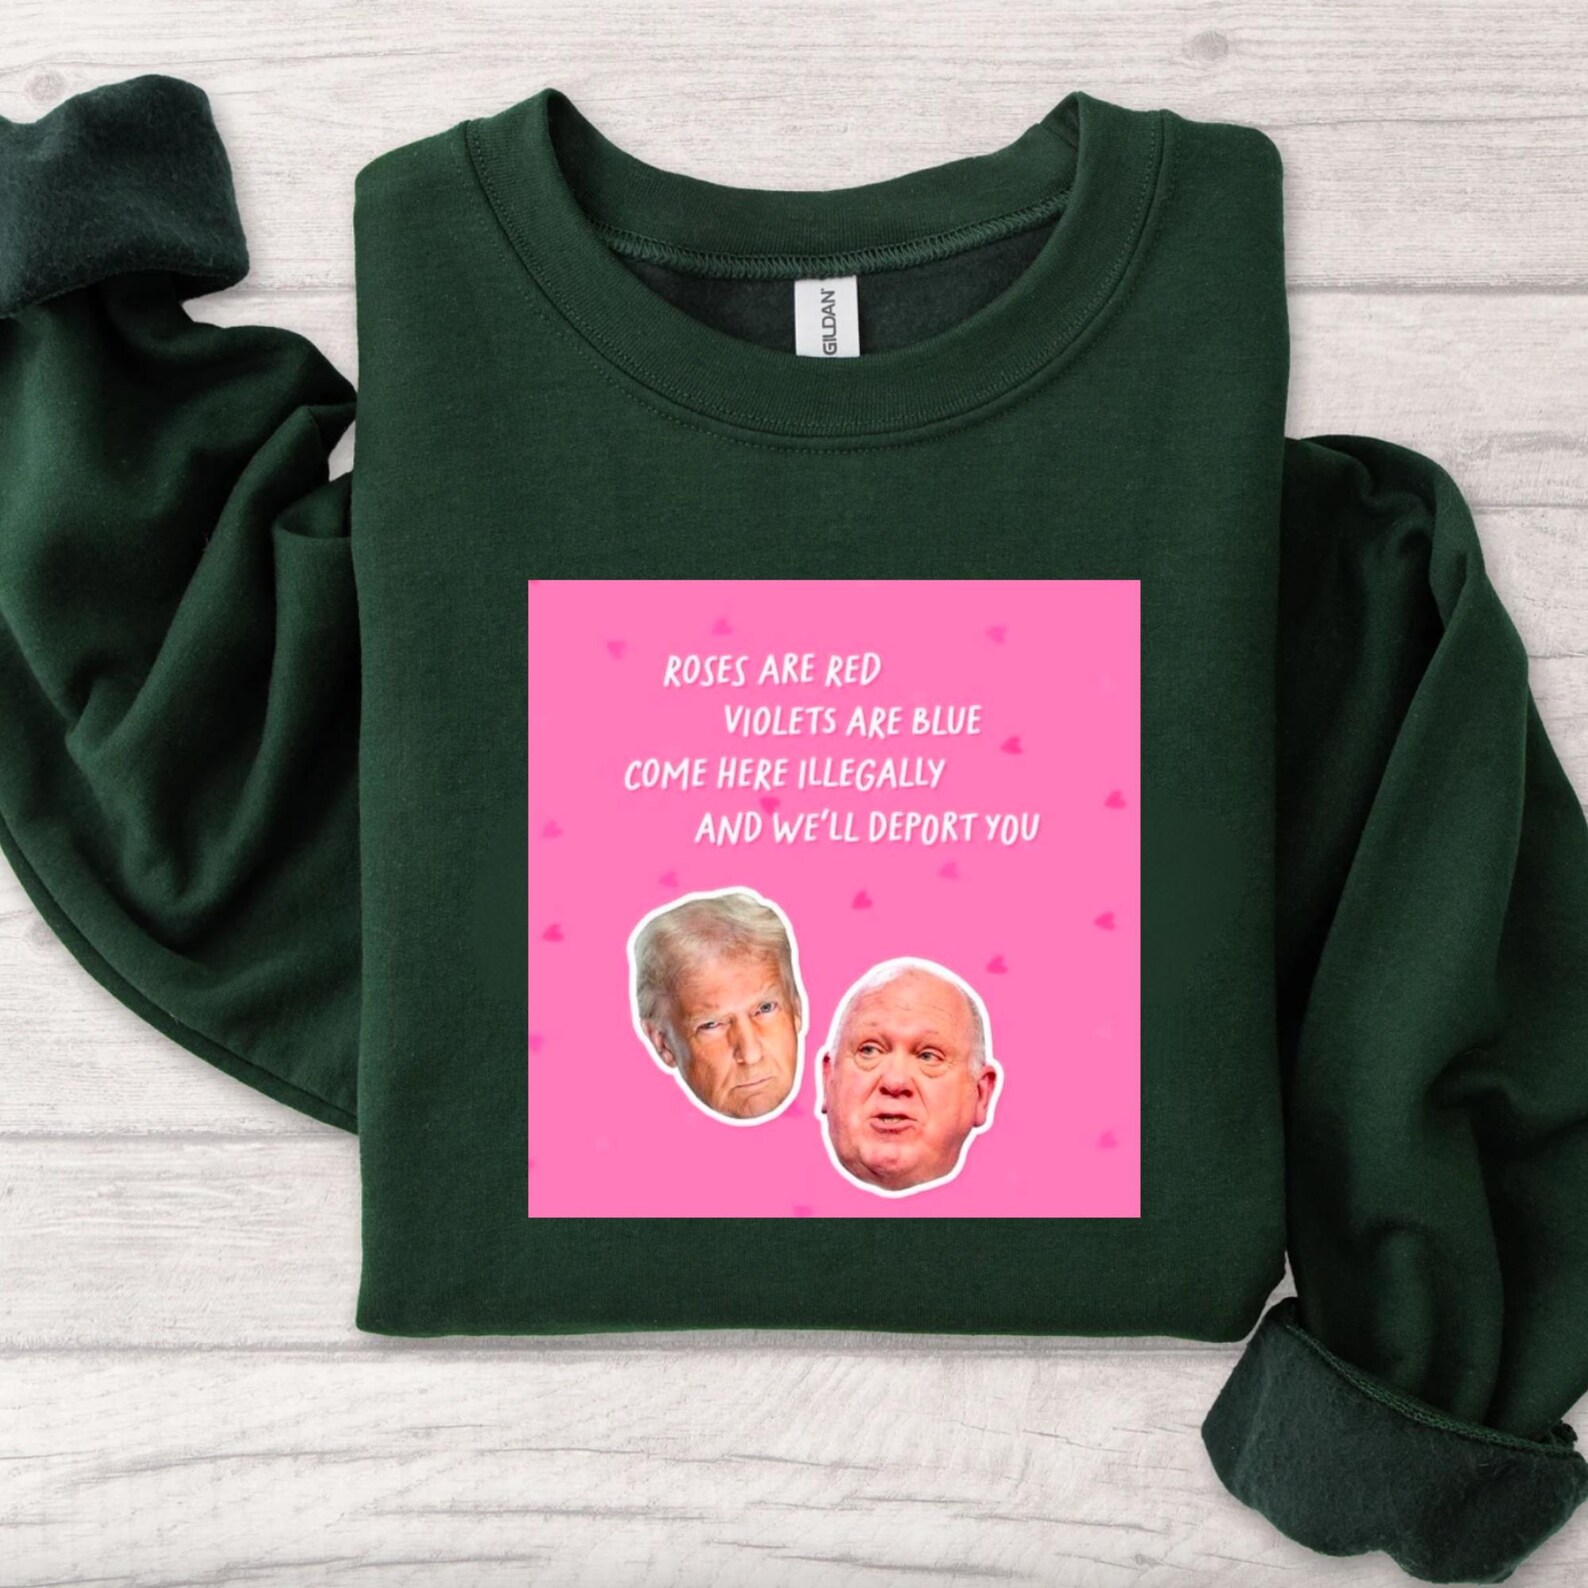 GILDAN
ROSES ARE RED
VIOLETS ARE BLUE
COME HERE ILLEGALLY
AND WE'LL DEPORT YOU